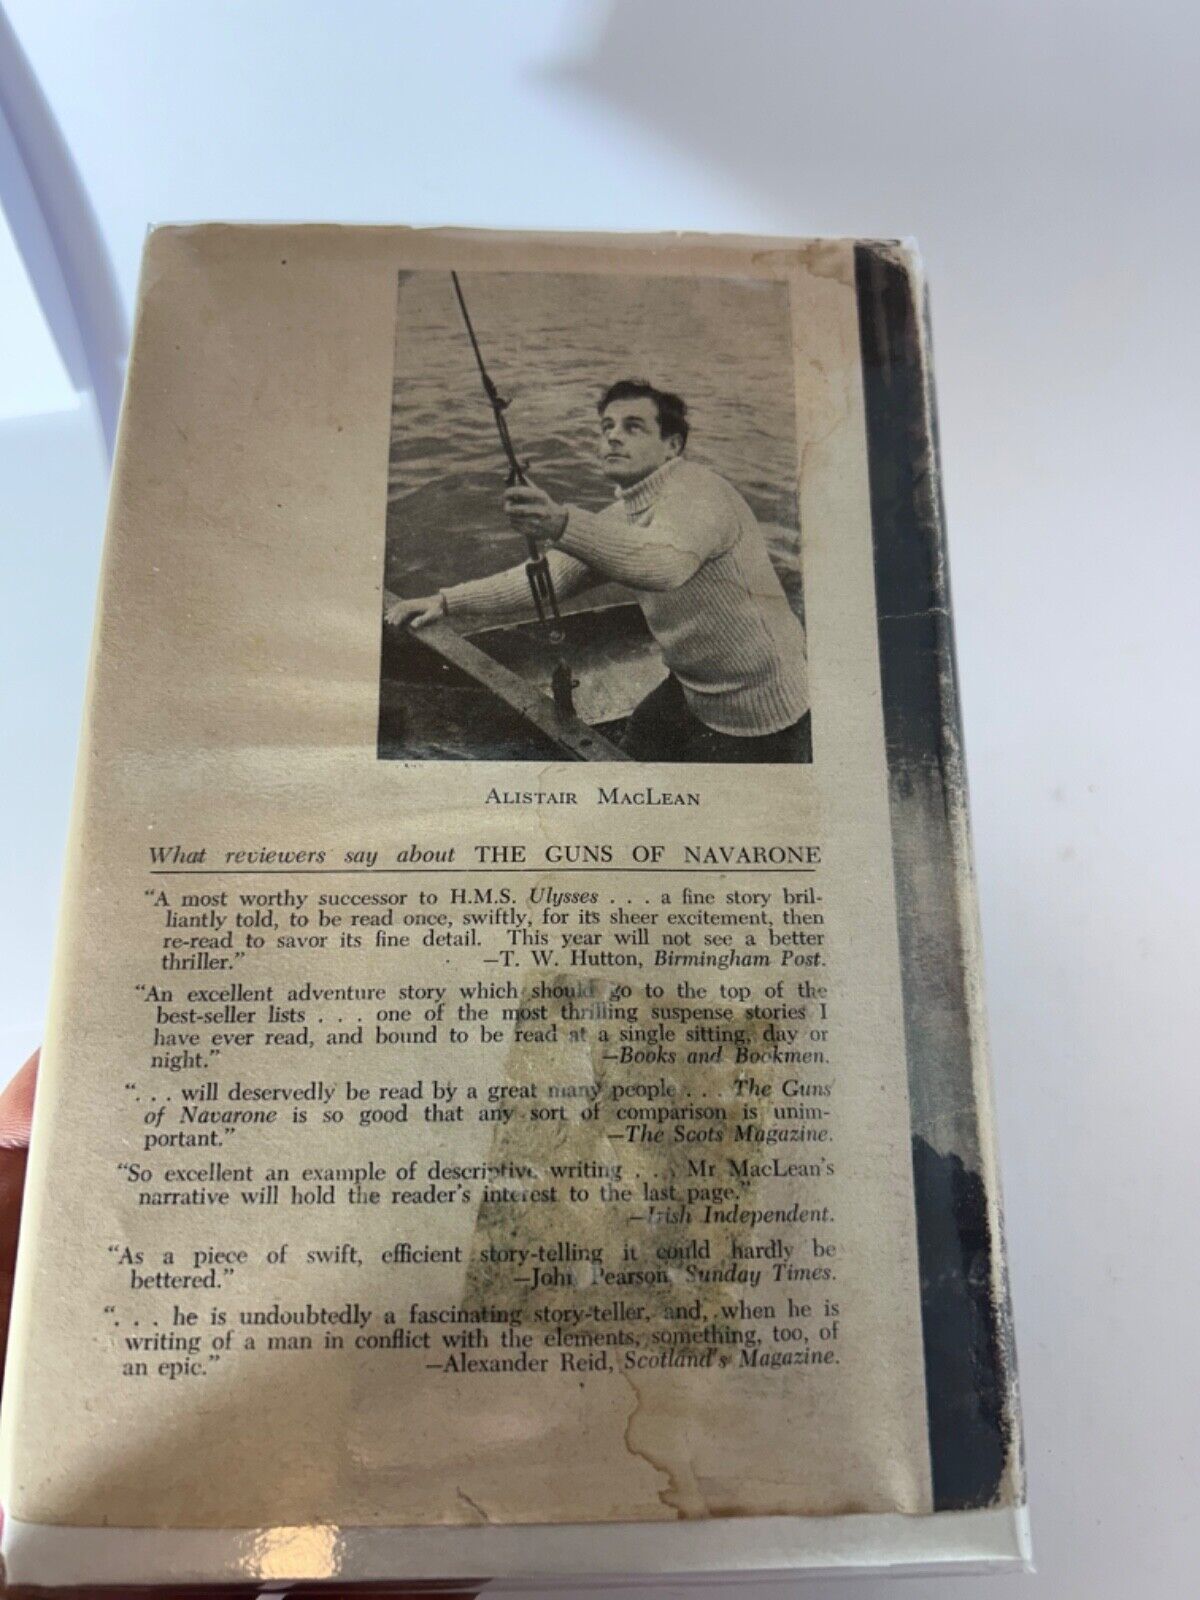 Alistair MacLean
What reviewers say about THE GUNS OF NAVARONE
“A most worthy successor to H.M.S. Ulysses . . . a fine story bril-
liantly told, to be read once, swiftly, for its sheer excitement, then
re-read to savor its fine detail. This year will not see a better
thriller.” —T. W. Hutton, Birmingham Post.
“An excellent adventure story which should go to the top of the
best-seller lists . . . one of the most thrilling suspense stories I
have ever read, and bound to be read at a single sitting, day or
night.” —Books and Bookmen.
“. . . will deservedly be read by a great many people . . . The Guns
of Navarone is so good that any sort of comparison is unim-
portant.” —The Scots Magazine.
“So excellent an example of descriptive writing . . . Mr. MacLean’s
narrative will hold the reader’s interest to the last page.”
—Irish Independent.
“As a piece of swift, efficient story-telling it could hardly be
bettered.” —John Pearson, Sunday Times.
“. . . he is undoubtedly a fascinating story-teller, and, when he is
writing of a man in conflict with the elements, something, too, of
an epic.” —Alexander Reid, Scotland’s Magazine.